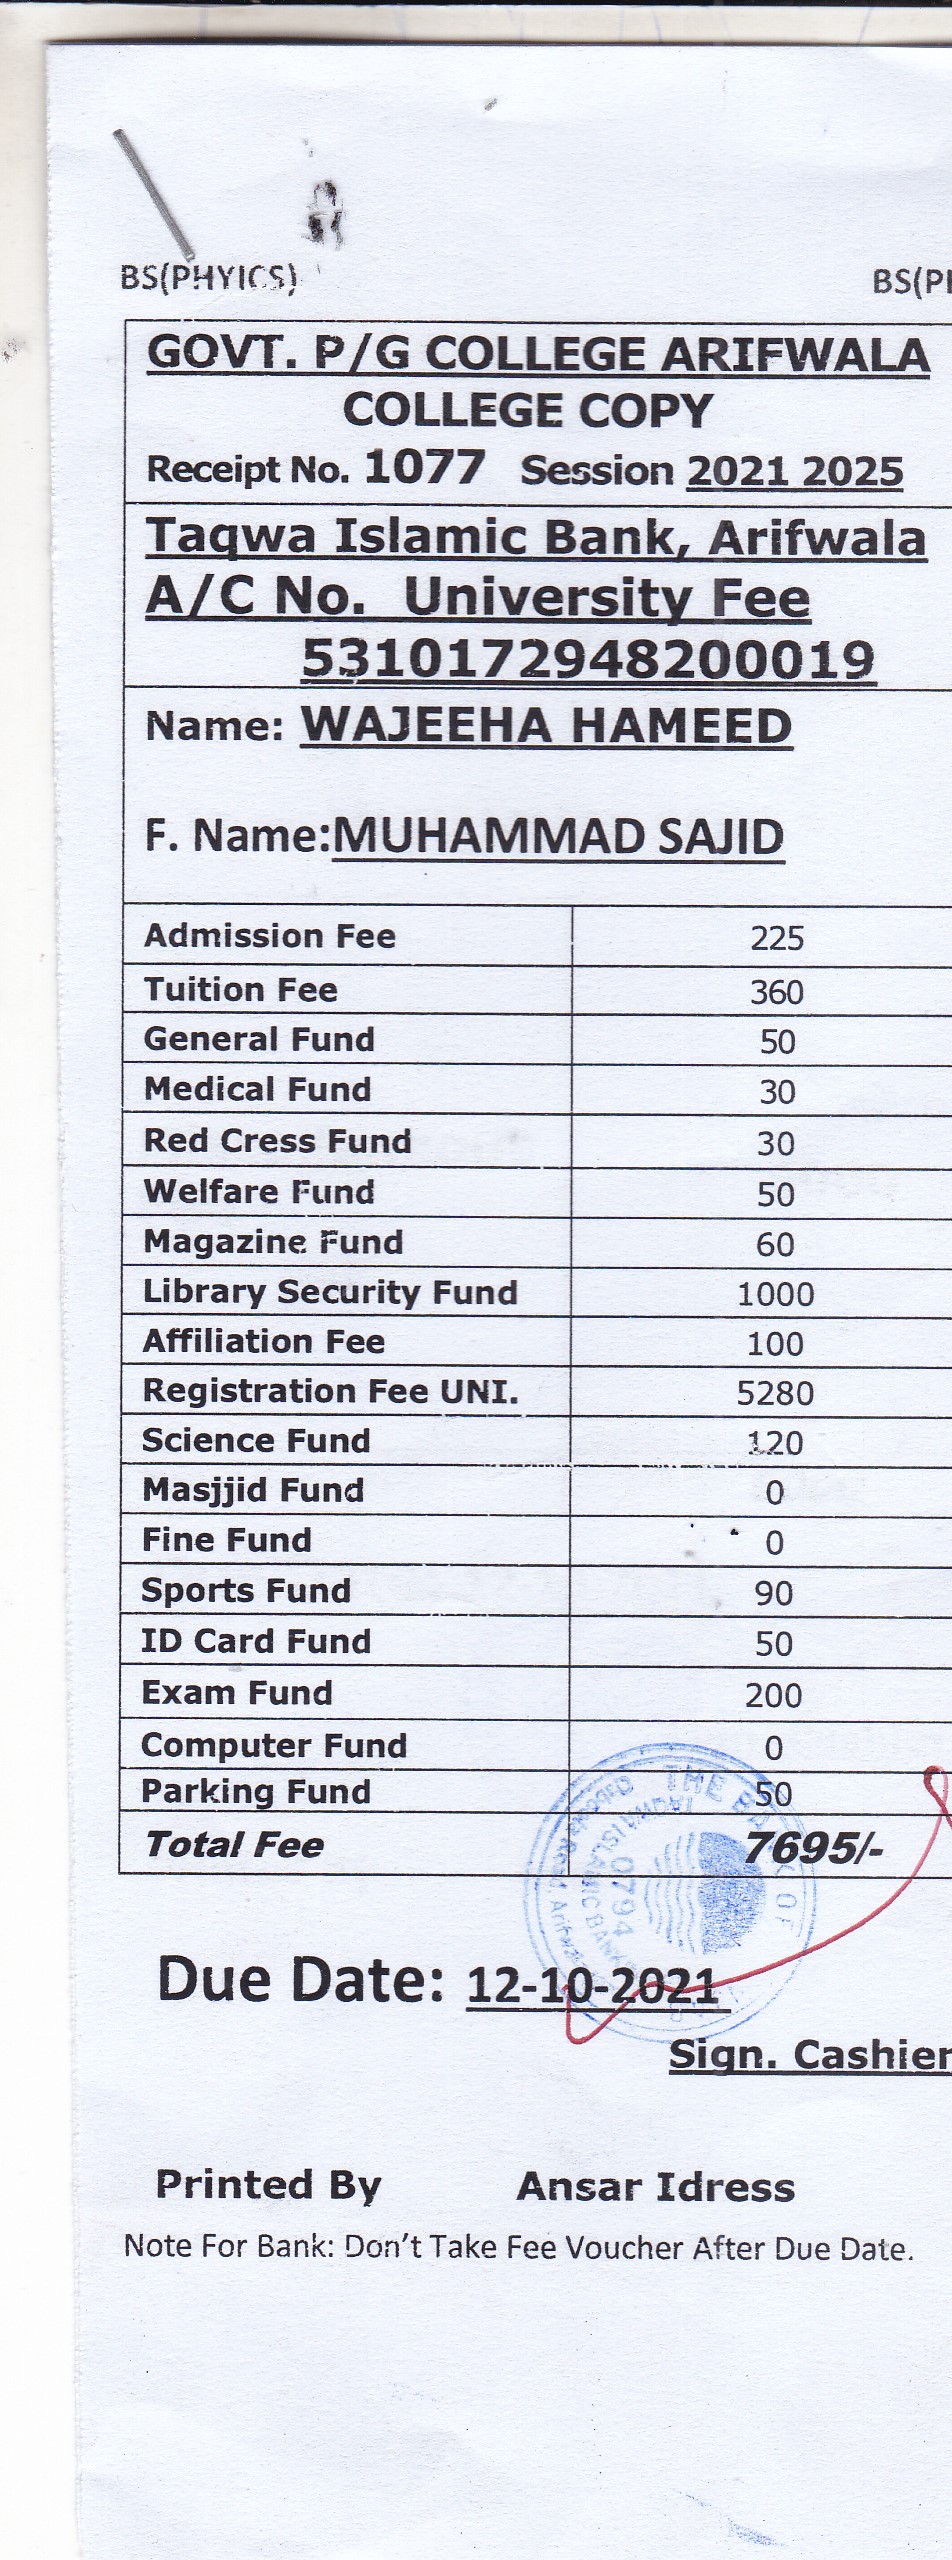 BS(PHYICS) BS(PI
GOVT. P/G COLLEGE ARIFWALA
COLLEGE COPY
Receipt No. 1077 Session 2021 2025
Taqwa Islamic Bank, Arifwala
A/C No. University Fee
5310172948200019
Name: WAJEEHA HAMEED
F. Name:MUHAMMAD SAJID
Admission Fee 225
Tuition Fee 360
General Fund 50
Medical Fund 30
Red Cress Fund 30
Welfare Fund 50
Magazine Fund 60
Library Security Fund 1000
Affiliation Fee 100
Registration Fee UNI. 5280
Science Fund 120
Masjjid Fund 0
Fine Fund 0
Sports Fund 90
ID Card Fund 50
Exam Fund 200
Computer Fund 0
Parking Fund 50
Total Fee 7695/-
THE BANK OF
TAQWA ISLAMIC BANK
0794
Due Date: 12-10-2021
Sign. Cashier
Printed By Ansar Idress
Note For Bank: Don't Take Fee Voucher After Due Date.